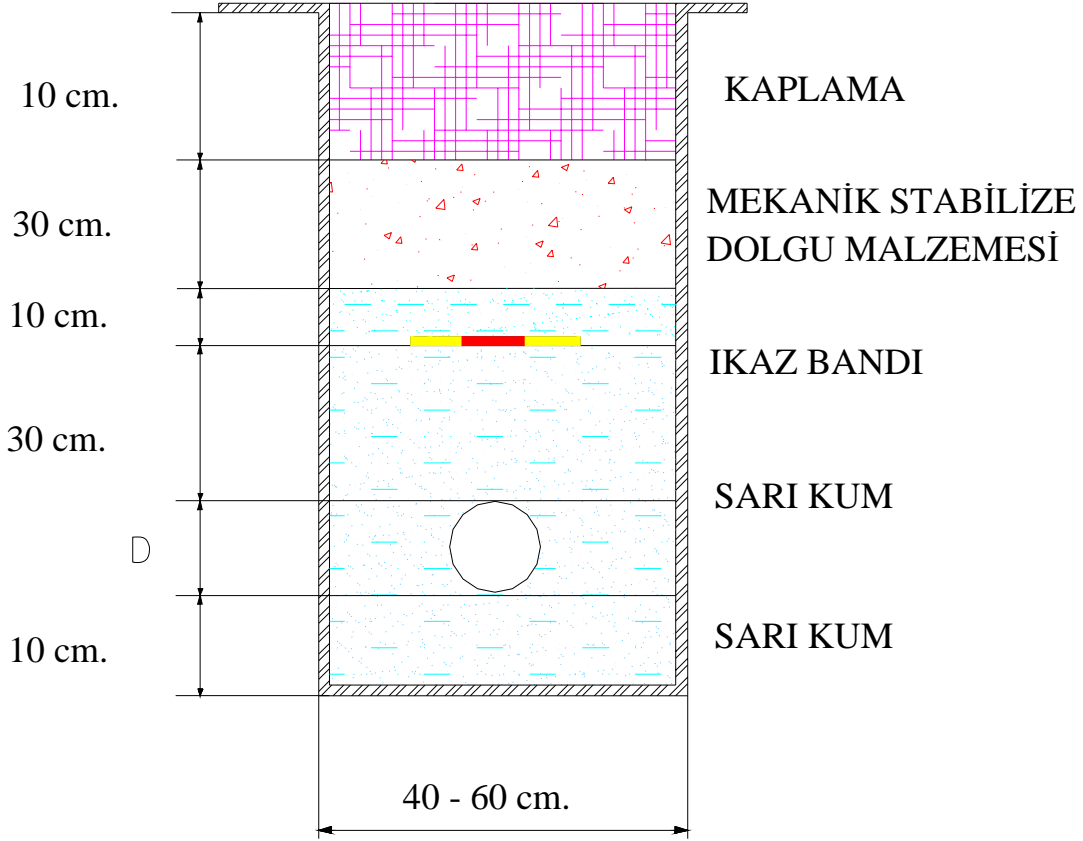 10 cm.
KAPLAMA
30 cm.
MEKANİK STABİLİZE
DOLGU MALZEMESİ
10 cm.
IKAZ BANDI
30 cm.
SARI KUM
D
10 cm.
SARI KUM
40 - 60 cm.